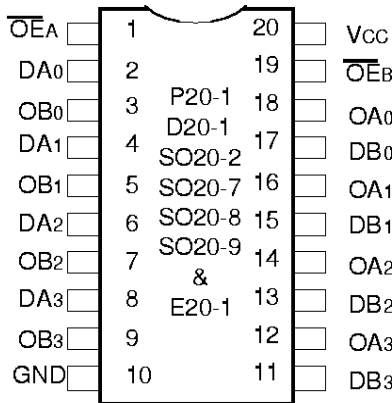 O͞E͞A 1 20 VCC
DA0 2 19 O͞E͞B
OB0 3 P20-1 18 OA0
DA1 4 D20-1 17 DB0
SO20-2
OB1 5 SO20-7 16 OA1
DA2 6 SO20-8 15 DB1
OB2 7 SO20-9 14 OA2
&
DA3 8 E20-1 13 DB2
OB3 9 12 OA3
GND 10 11 DB3